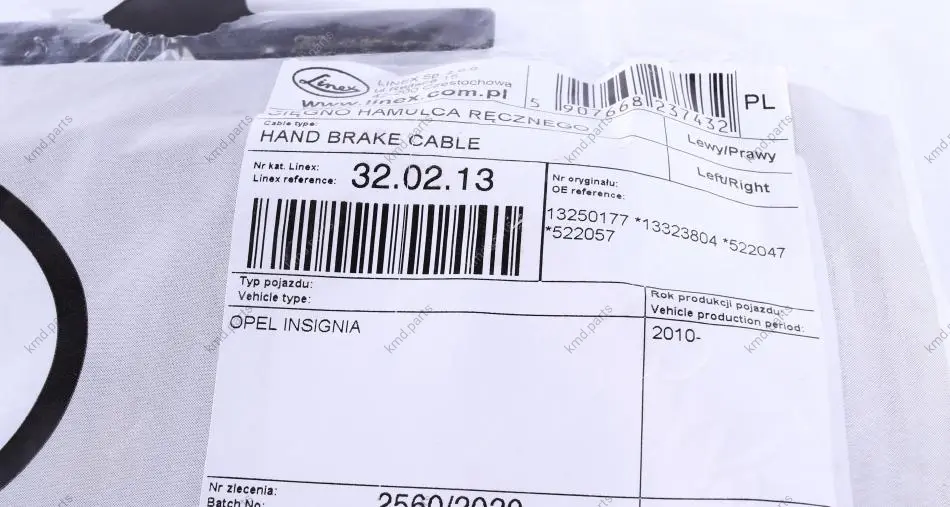 Linex
LINEX Sp. z o.o.
Częstochowa
www.linex.com.pl
5 907668 237432
PL
CIĘGNO HAMULCA RĘCZNEGO
Cable type:
HAND BRAKE CABLE
Lewy/Prawy
Left/Right
Nr kat. Linex:
Linex reference:
32.02.13
Nr oryginału:
OE reference:
13250177 *13323804 *522047
*522057
Typ pojazdu:
Vehicle type:
OPEL INSIGNIA
Rok produkcji pojazdu:
Vehicle production period:
2010-
Nr zlecenia:
Batch No:
2560/2020
kmd.parts